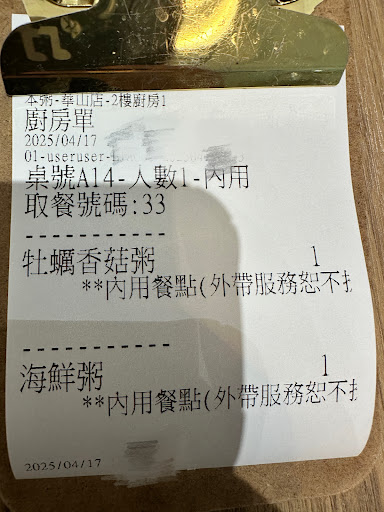 本粥-華山店-2樓廚房1
廚房單
2025/04/17
01-useruser-
桌號A14-人數1-內用
取餐號碼:33
-----------
牡蠣香菇粥 1
**內用餐點(外帶服務恕不
-----------
海鮮粥 1
**內用餐點(外帶服務恕不
2025/04/17